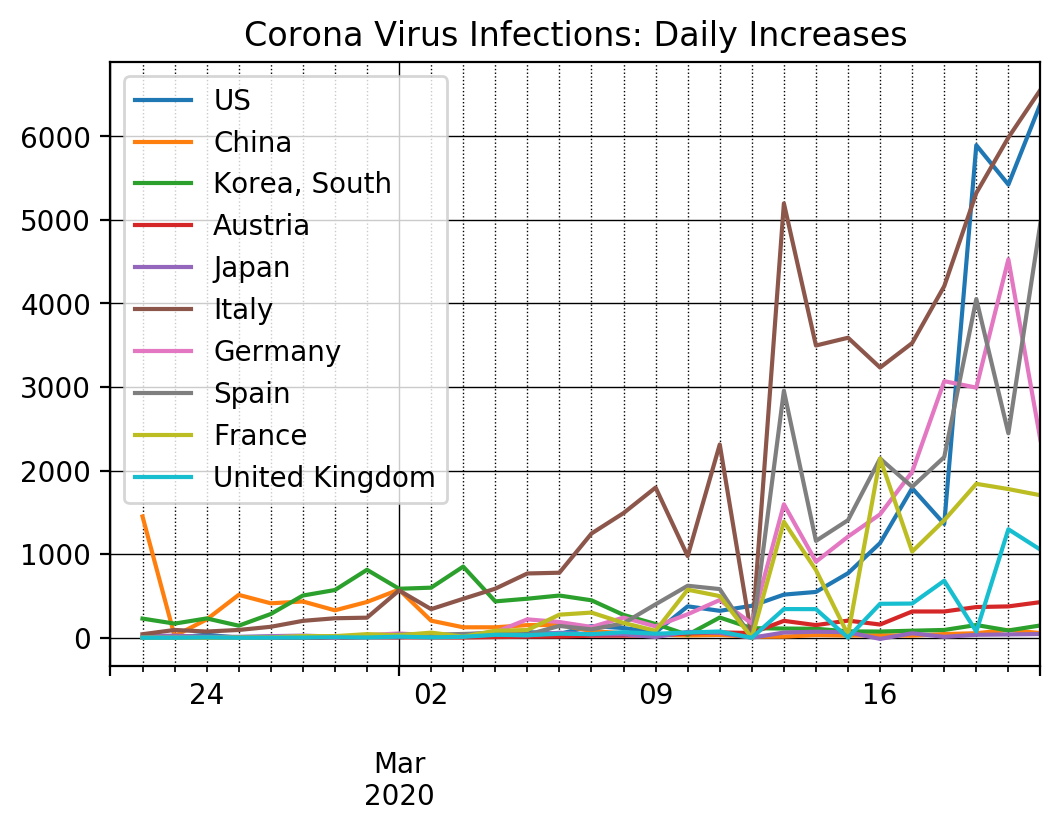 Corona Virus Infections: Daily Increases
US
China
Korea, South
Austria
Japan
Italy
Germany
Spain
France
United Kingdom
6000
5000
4000
3000
2000
1000
0
24
02
09
16
Mar
2020